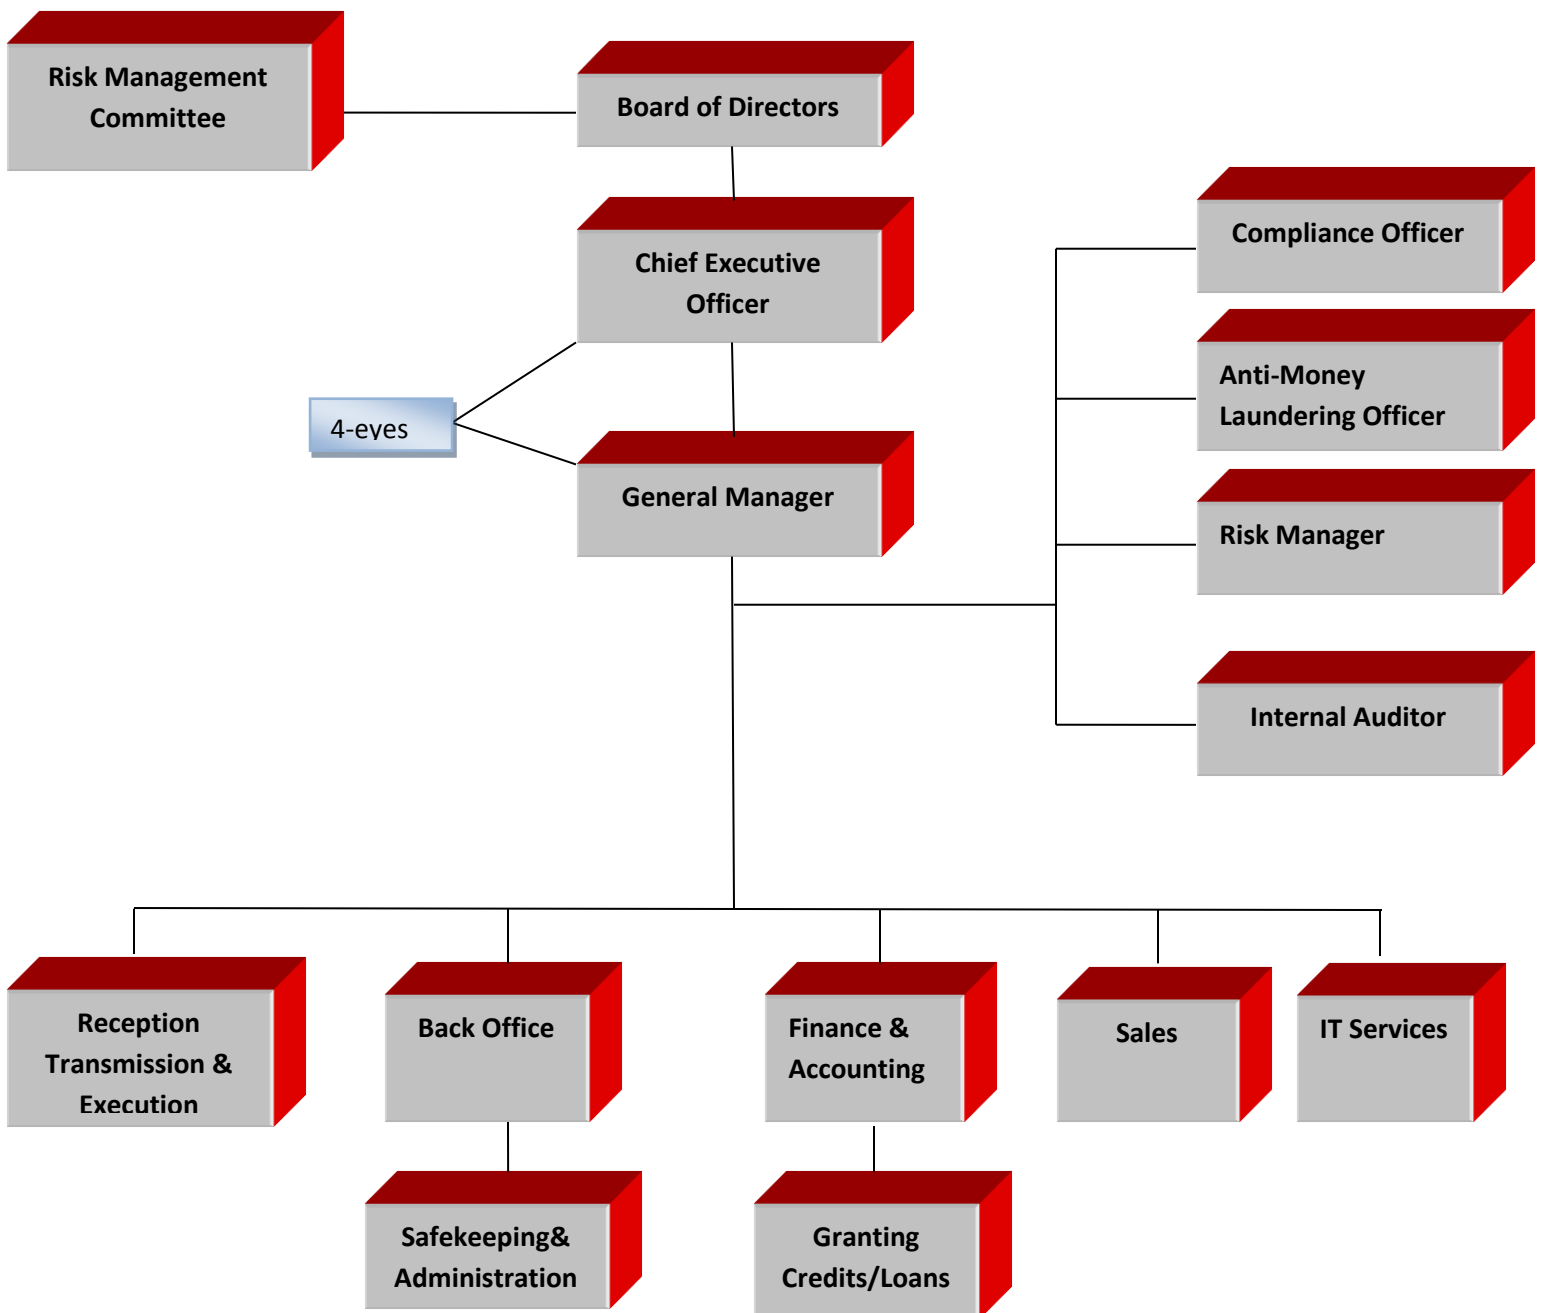 Risk Management
Committee
Board of Directors
Chief Executive
Officer
4-eyes
General Manager
Compliance Officer
Anti-Money
Laundering Officer
Risk Manager
Internal Auditor
Reception
Transmission &
Execution
Back Office
Finance &
Accounting
Sales
IT Services
Safekeeping&
Administration
Granting
Credits/Loans